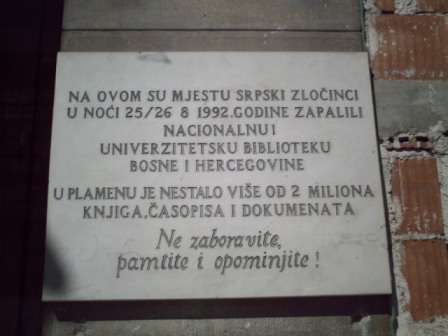 NA OVOM SU MJESTU SRPSKI ZLOČINCI
U NOĆI 25/26 8 1992.GODINE ZAPALILI
NACIONALNU I
UNIVERZITETSKU BIBLIOTEKU
BOSNE I HERCEGOVINE
U PLAMENU JE NESTALO VIŠE OD 2 MILIONA
KNJIGA, ČASOPISA I DOKUMENATA
Ne zaboravite,
pamtite i opominjite !